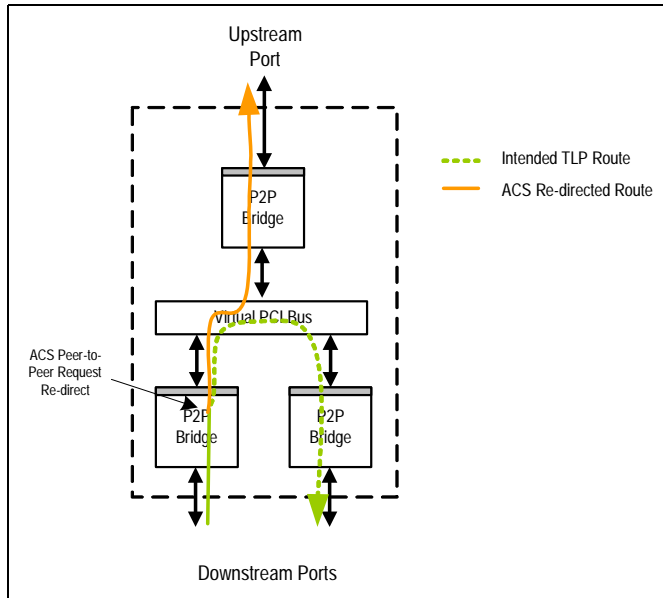 Upstream
Port
Intended TLP Route
ACS Re-directed Route
P2P
Bridge
Virtual PCI Bus
ACS Peer-to-
Peer Request
Re-direct
P2P
Bridge
P2P
Bridge
Downstream Ports